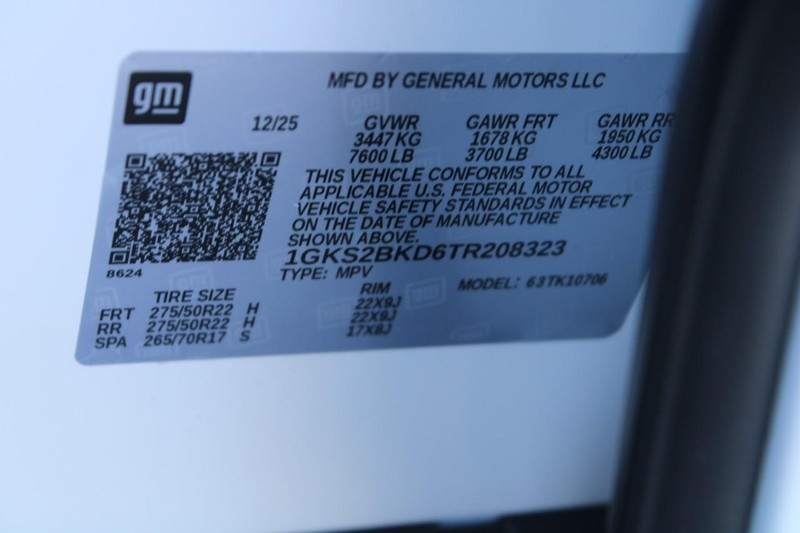 gm
MFD BY GENERAL MOTORS LLC
12/25 GVWR GAWR FRT GAWR RR
3447 KG 1678 KG 1950 KG
7600 LB 3700 LB 4300 LB
THIS VEHICLE CONFORMS TO ALL
APPLICABLE U.S. FEDERAL MOTOR
VEHICLE SAFETY STANDARDS IN EFFECT
ON THE DATE OF MANUFACTURE
SHOWN ABOVE.
1GKS2BKD6TR208323
8624
TYPE: MPV MODEL: 63TK10706
TIRE SIZE RIM
FRT 275/50R22 H 22X9J
RR 275/50R22 H 22X9J
SPA 265/70R17 S 17X8J